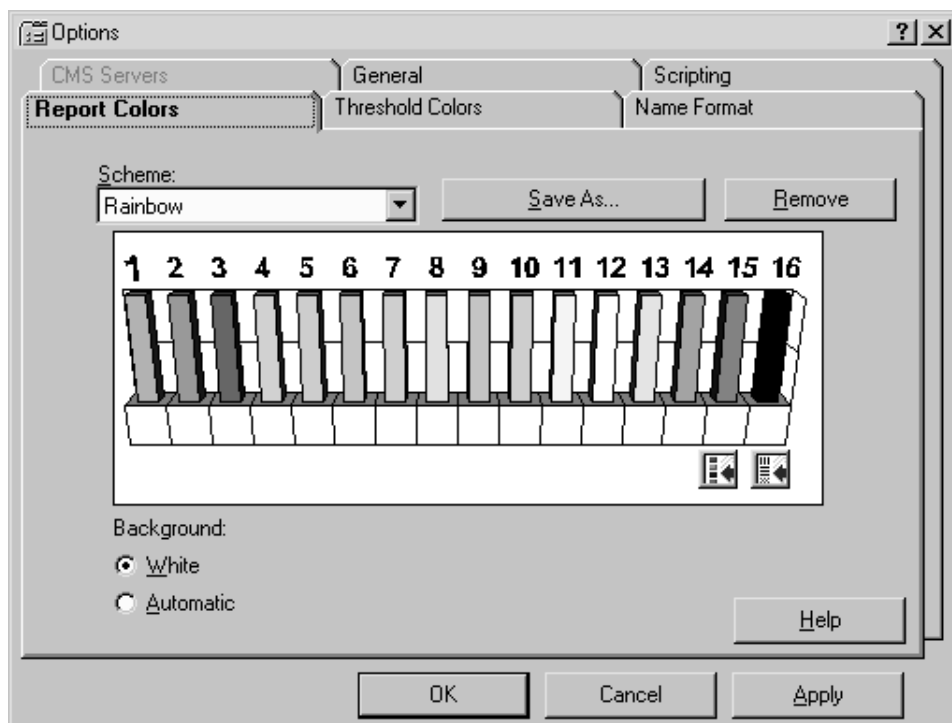 Options
CMS Servers General Scripting
Report Colors Threshold Colors Name Format
Scheme:
Rainbow Save As... Remove
1 2 3 4 5 6 7 8 9 10 11 12 13 14 15 16
Background:
White
Automatic
Help
OK Cancel Apply